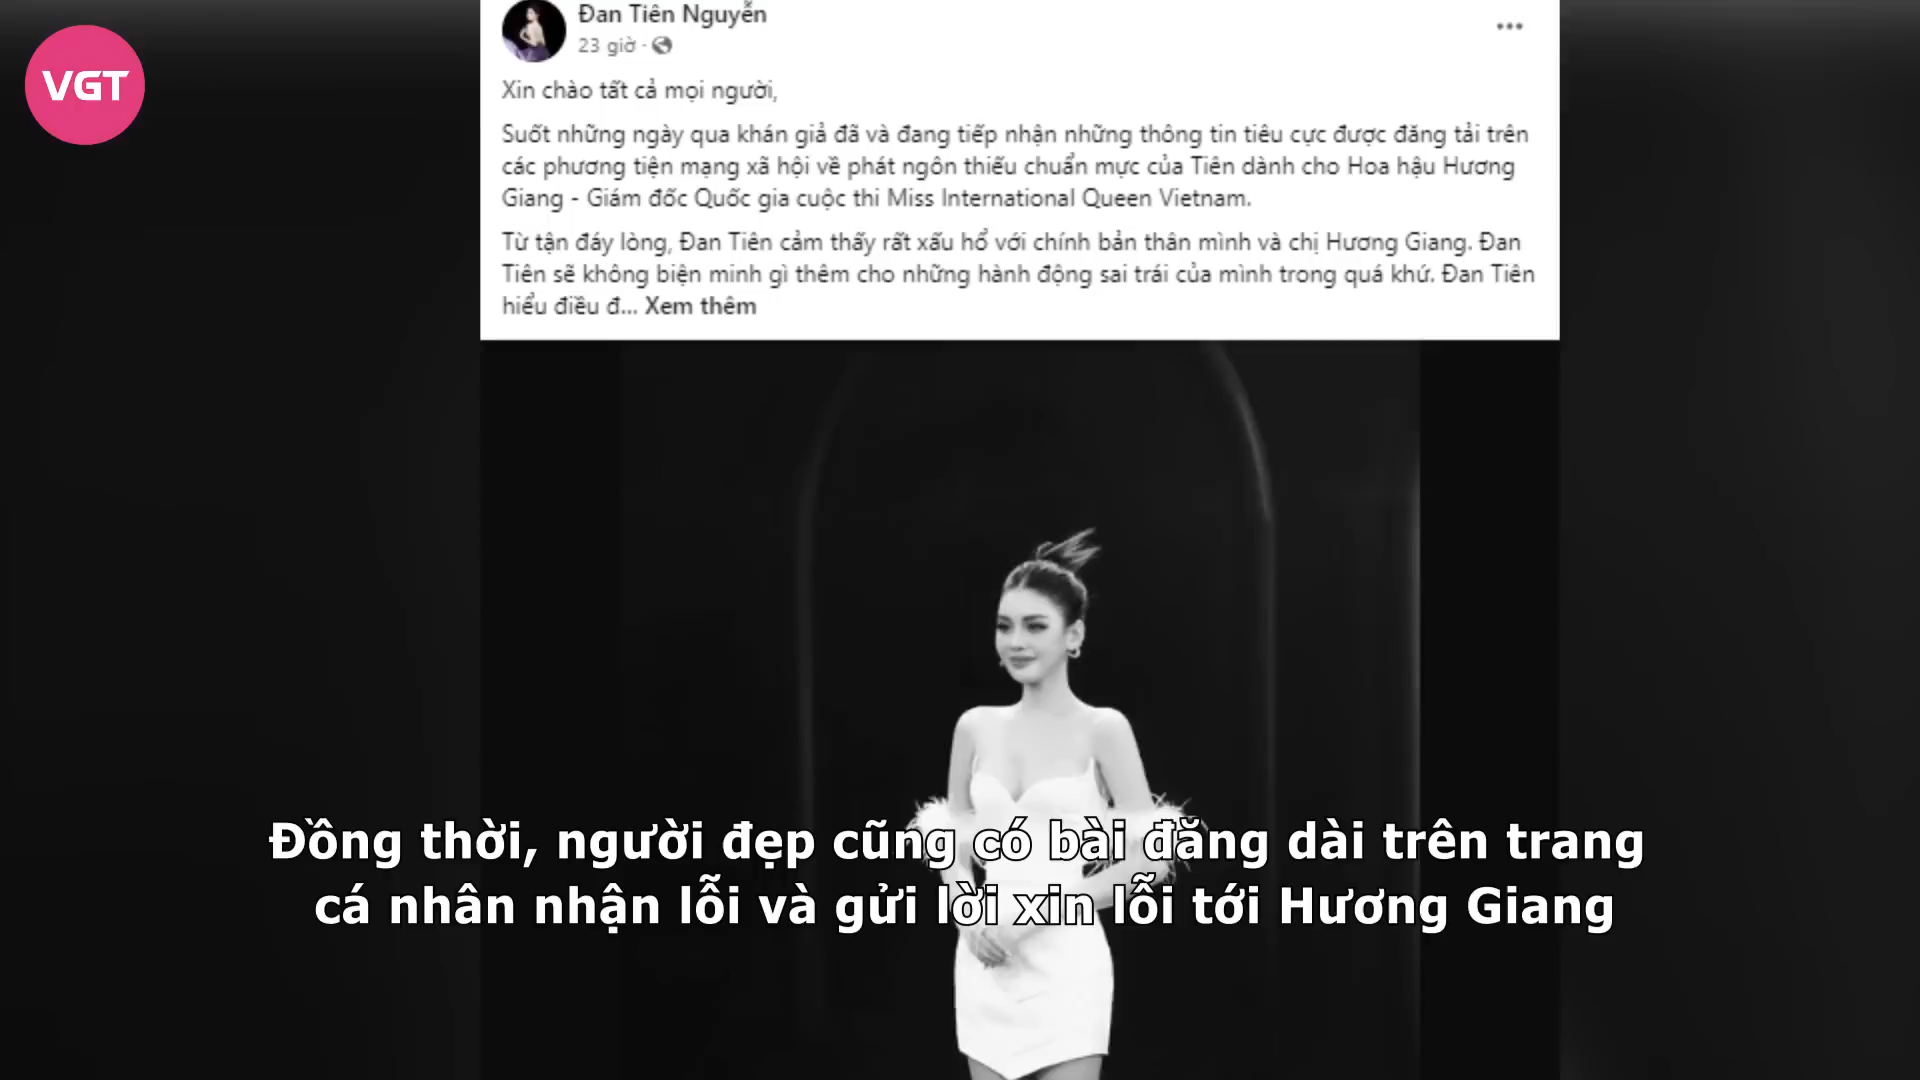 VGT
Đan Tiên Nguyễn
23 giờ ·
Xin chào tất cả mọi người,
Suốt những ngày qua khán giả đã và đang tiếp nhận những thông tin tiêu cực được đăng tải trên
các phương tiện mạng xã hội về phát ngôn thiếu chuẩn mực của Tiên dành cho Hoa hậu Hương
Giang - Giám đốc Quốc gia cuộc thi Miss International Queen Vietnam.
Từ tận đáy lòng, Đan Tiên cảm thấy rất xấu hổ với chính bản thân mình và chị Hương Giang. Đan
Tiên sẽ không biện minh gì thêm cho những hành động sai trái của mình trong quá khứ. Đan Tiên
hiểu điều đ... Xem thêm
Đồng thời, người đẹp cũng có bài đăng dài trên trang
cá nhân nhận lỗi và gửi lời xin lỗi tới Hương Giang